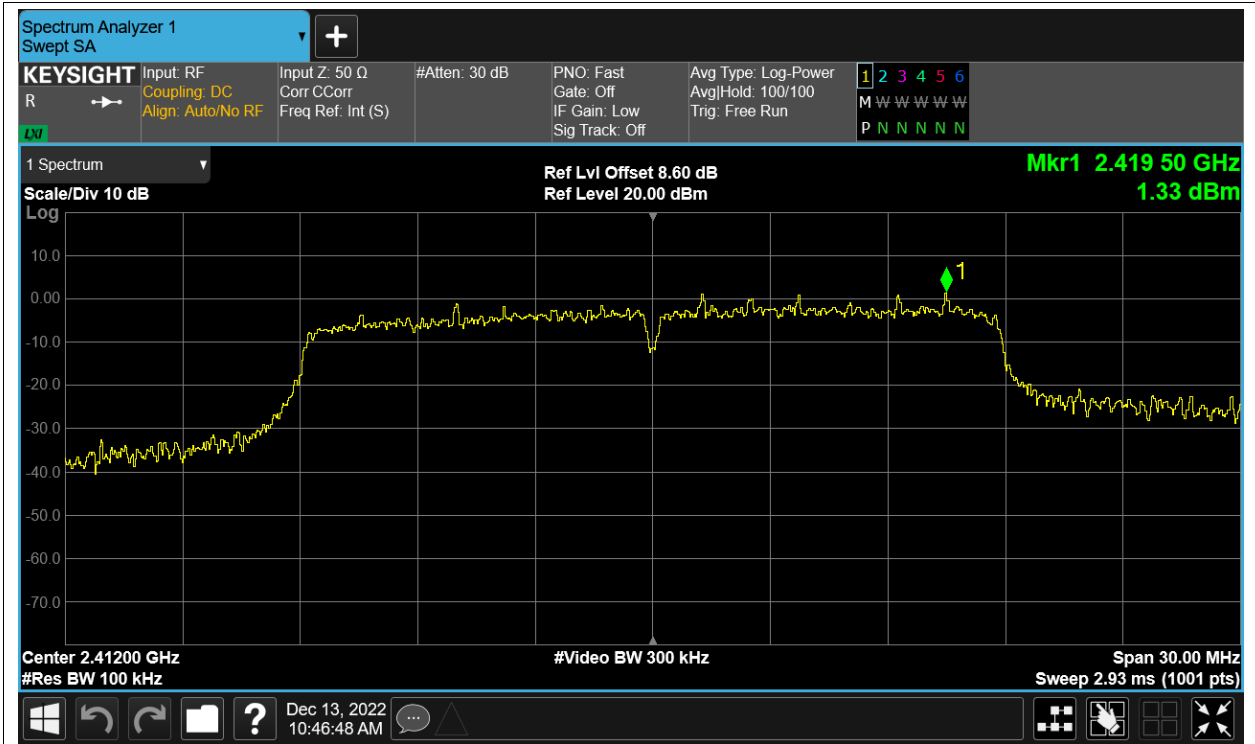 Spectrum Analyzer 1
Swept SA
KEYSIGHT
R
LXI
Input: RF
Coupling: DC
Align: Auto/No RF
Input Z: 50 Ω
Corr CCorr
Freq Ref: Int (S)
#Atten: 30 dB
PNO: Fast
Gate: Off
IF Gain: Low
Sig Track: Off
Avg Type: Log-Power
Avg|Hold: 100/100
Trig: Free Run
1 2 3 4 5 6
M W W W W W
P N N N N N
1 Spectrum
Scale/Div 10 dB
Log
Ref Lvl Offset 8.60 dB
Ref Level 20.00 dBm
Mkr1 2.419 50 GHz
1.33 dBm
10.0
0.00
-10.0
-20.0
-30.0
-40.0
-50.0
-60.0
-70.0
1
Center 2.41200 GHz
#Res BW 100 kHz
#Video BW 300 kHz
Span 30.00 MHz
Sweep 2.93 ms (1001 pts)
?
Dec 13, 2022
10:46:48 AM